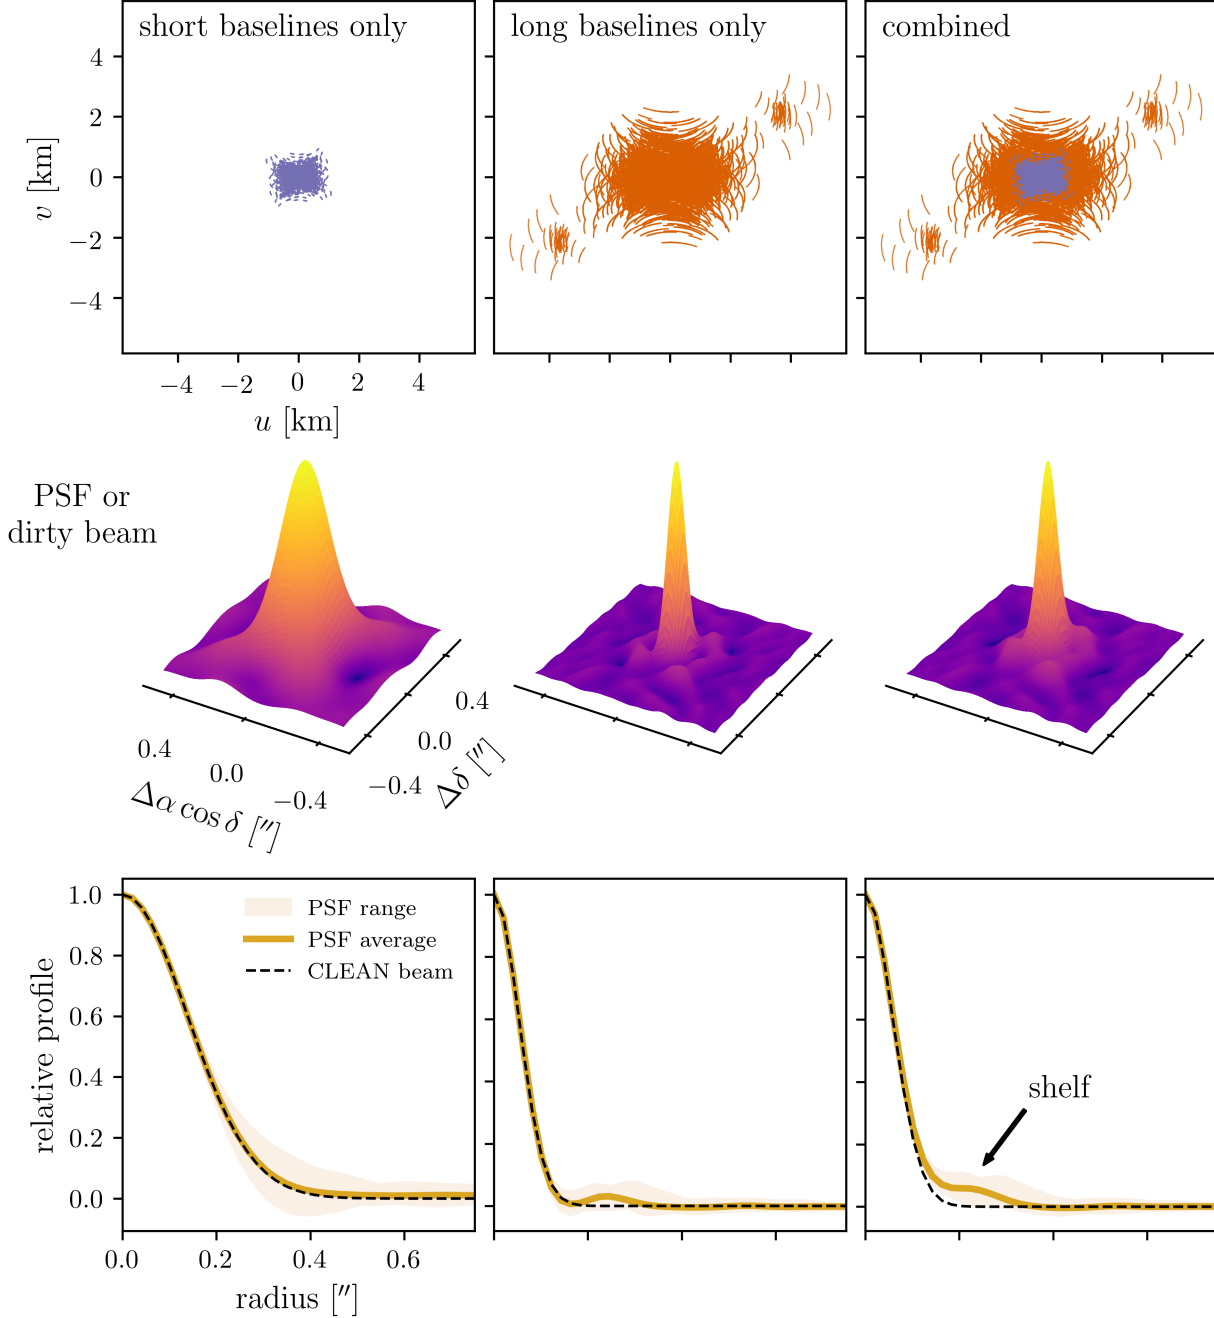 short baselines only
long baselines only
combined
4
2
0
−2
−4
v [km]
−4 −2 0 2 4
u [km]
PSF or
dirty beam
0.4
0.0
−0.4
Δα cos δ [″]
−0.4
0.0
0.4
Δδ [″]
1.0
0.8
0.6
0.4
0.2
0.0
relative profile
PSF range
PSF average
CLEAN beam
shelf
0.0 0.2 0.4 0.6
radius [″]